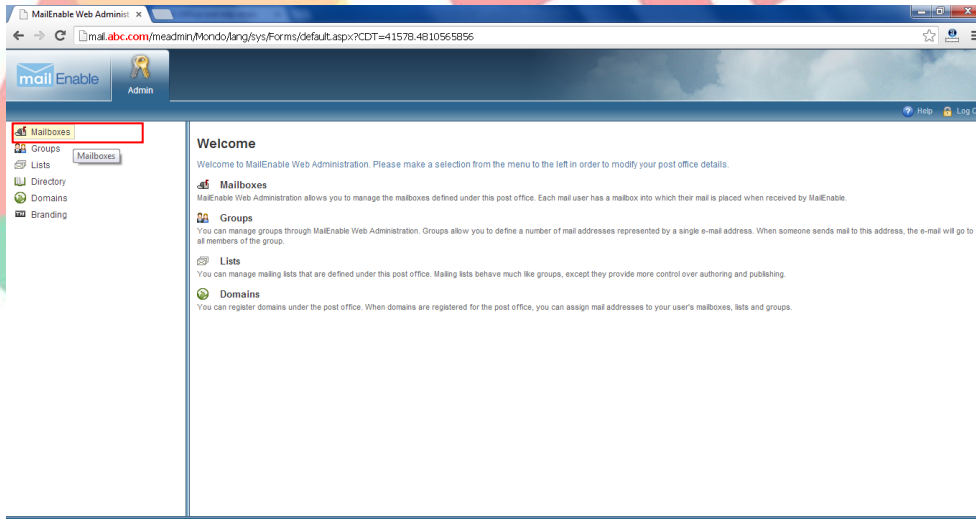 MailEnable Web Administ
mail.abc.com/meadmin/Mondo/lang/sys/Forms/default.aspx?CDT=41578.4810565856
mail Enable
Admin
Help Log
Mailboxes
Groups
Mailboxes
Lists
Directory
Domains
Branding
Welcome
Welcome to MailEnable Web Administration. Please make a selection from the menu to the left in order to modify your post office details.
Mailboxes
MailEnable Web Administration allows you to manage the mailboxes defined under this post office. Each mail user has a mailbox into which their mail is placed when received by MailEnable.
Groups
You can manage groups through MailEnable Web Administration. Groups allow you to define a number of mail addresses represented by a single e-mail address. When someone sends mail to this address, the e-mail will go to
all members of the group.
Lists
You can manage mailing lists that are defined under this post office. Mailing lists behave much like groups, except they provide more control over authoring and publishing.
Domains
You can register domains under the post office. When domains are registered for the post office, you can assign mail addresses to your user's mailboxes, lists and groups.